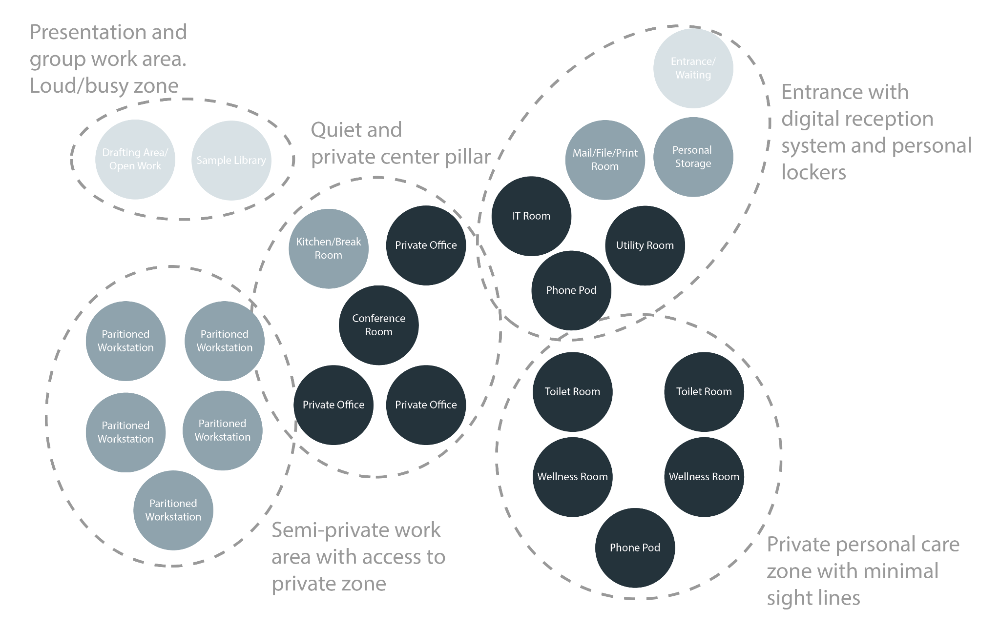 Presentation and
group work area.
Loud/busy zone
Drafting Area/
Open Work
Sample Library
Quiet and
private center pillar
Kitchen/Break
Room
Private Office
Conference
Room
Private Office
Private Office
Entrance/
Waiting
Mail/File/Print
Room
Personal
Storage
IT Room
Utility Room
Phone Pod
Entrance with
digital reception
system and personal
lockers
Paritioned
Workstation
Paritioned
Workstation
Paritioned
Workstation
Paritioned
Workstation
Paritioned
Workstation
Semi-private work
area with access to
private zone
Toilet Room
Toilet Room
Wellness Room
Wellness Room
Phone Pod
Private personal care
zone with minimal
sight lines